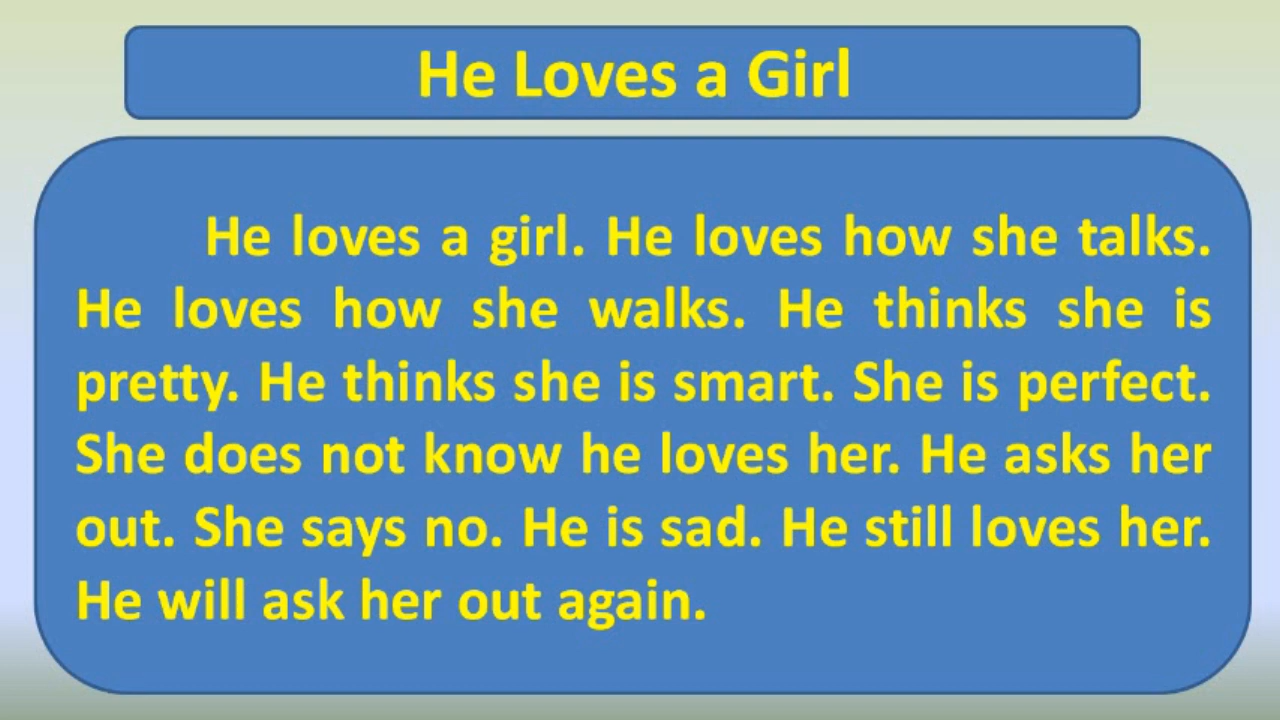 He Loves a Girl
He loves a girl. He loves how she talks.
He loves how she walks. He thinks she is
pretty. He thinks she is smart. She is perfect.
She does not know he loves her. He asks her
out. She says no. He is sad. He still loves her.
He will ask her out again.